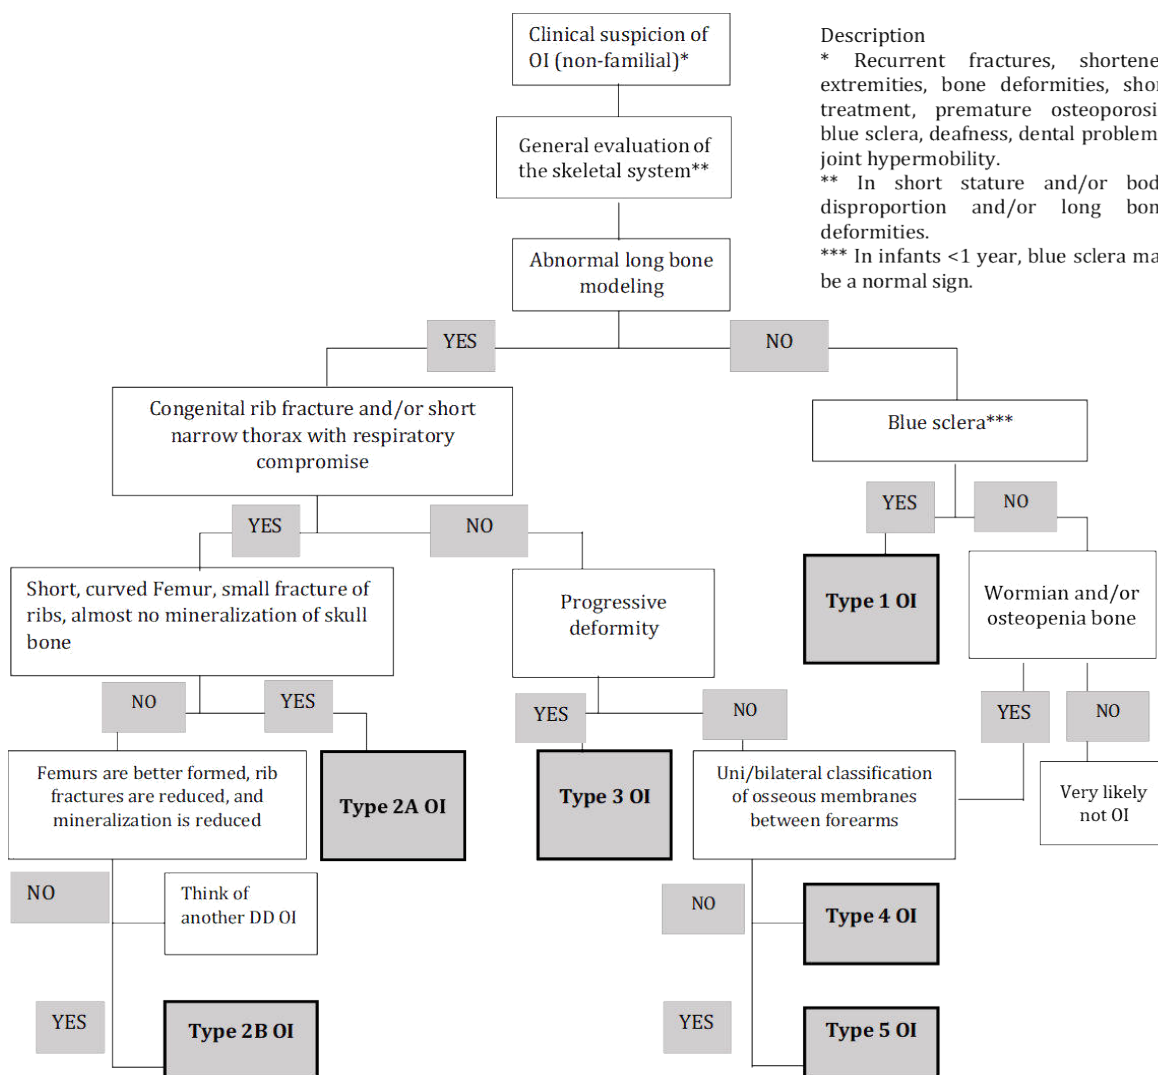 Clinical suspicion of
OI (non-familial)*
Description
* Recurrent fractures,
extremities, bone deformities,
treatment, premature
blue sclera, deafness, dental
joint hypermobility.
** In short stature and/or
disproportion and/or long
deformities.
*** In infants <1 year, blue sclera
be a normal sign.
General evaluation of
the skeletal system**
Abnormal long bone
modeling
YES
NO
Congenital rib fracture and/or short
narrow thorax with respiratory
compromise
Blue sclera***
YES
NO
YES
NO
Short, curved Femur, small fracture of
ribs, almost no mineralization of skull
bone
Progressive
deformity
Type 1 OI
Wormian and/or
osteopenia bone
NO
YES
YES
NO
YES
NO
Femurs are better formed, rib
fractures are reduced, and
mineralization is reduced
Type 2A OI
Type 3 OI
Uni/bilateral classification
of osseous membranes
between forearms
Very likely
not OI
NO
Think of
another DD OI
NO
Type 4 OI
YES
Type 2B OI
YES
Type 5 OI